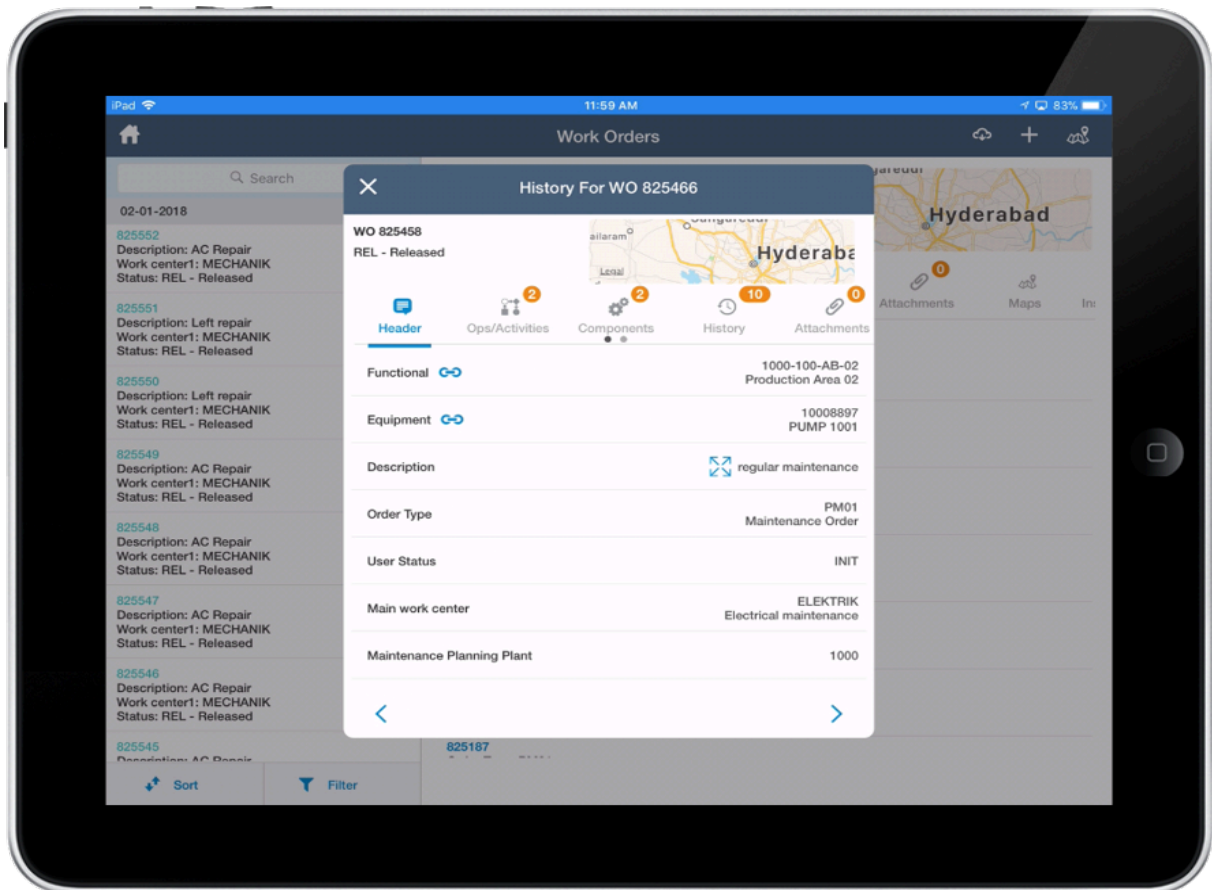 iPad
11:59 AM
83%
Work Orders
Search
02-01-2018
825552
Description: AC Repair
Work center1: MECHANIK
Status: REL - Released
825551
Description: Left repair
Work center1: MECHANIK
Status: REL - Released
825550
Description: Left repair
Work center1: MECHANIK
Status: REL - Released
825549
Description: AC Repair
Work center1: MECHANIK
Status: REL - Released
825548
Description: AC Repair
Work center1: MECHANIK
Status: REL - Released
825547
Description: AC Repair
Work center1: MECHANIK
Status: REL - Released
825546
Description: AC Repair
Work center1: MECHANIK
Status: REL - Released
825545
Description: AC Repair
Sort
Filter
History For WO 825466
WO 825458
REL - Released
ailaram
Legal
Hyderaba
2
2
10
0
Header
Ops/Activities
Components
History
Attachments
Functional
1000-100-AB-02
Production Area 02
Equipment
10008897
PUMP 1001
Description
regular maintenance
Order Type
PM01
Maintenance Order
User Status
INIT
Main work center
ELEKTRIK
Electrical maintenance
Maintenance Planning Plant
1000
Hyderabad
0
Attachments
Maps
In
825187